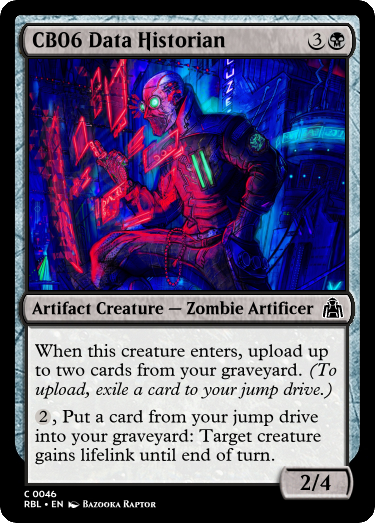 CB06 Data Historian 3
UZE
Artifact Creature — Zombie Artificer
When this creature enters, upload up
to two cards from your graveyard. (To
upload, exile a card to your jump drive.)
2, Put a card from your jump drive
into your graveyard: Target creature
gains lifelink until end of turn.
2/4
C 0046
RBL • EN Bazooka Raptor